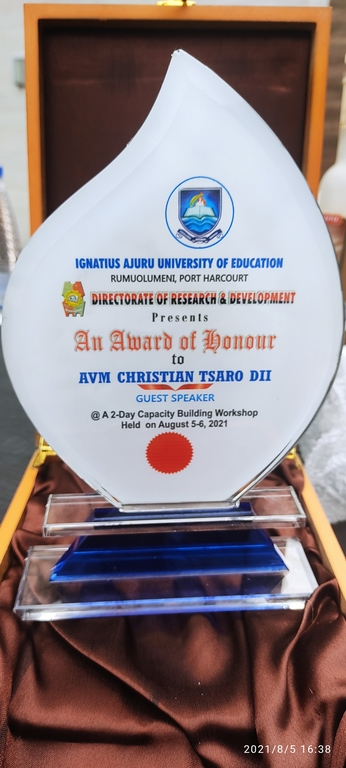 IGNATIUS AJURU UNIVERSITY OF EDUCATION
RUMUOLUMENI, PORT HARCOURT
DIRECTORATE OF RESEARCH & DEVELOPMENT
Presents
An Award of Honour
to
AVM CHRISTIAN TSARO DII
GUEST SPEAKER
@ A 2-Day Capacity Building Workshop
Held on August 5-6, 2021
2021/8/5 16:38